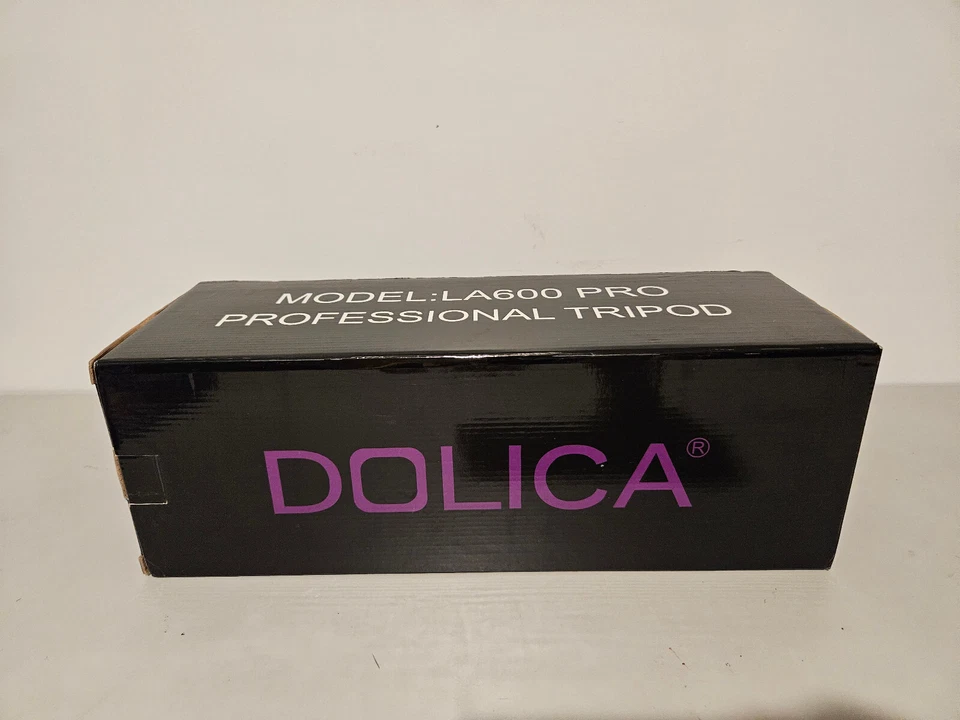 MODEL:LA600 PRO
PROFESSIONAL TRIPOD
DOLICA®